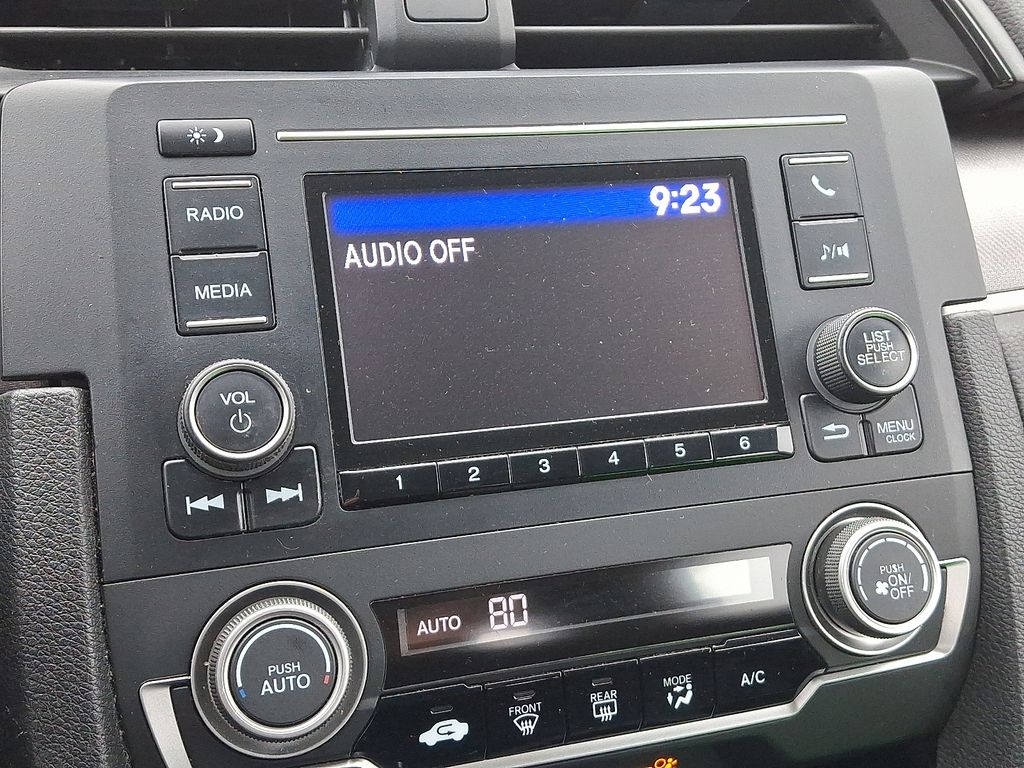 9:23
AUDIO OFF
RADIO
MEDIA
VOL
LIST
PUSH
SELECT
MENU
CLOCK
1 2 3 4 5 6
AUTO 80
PUSH
AUTO
PUSH
ON/
OFF
FRONT
REAR
MODE
A/C